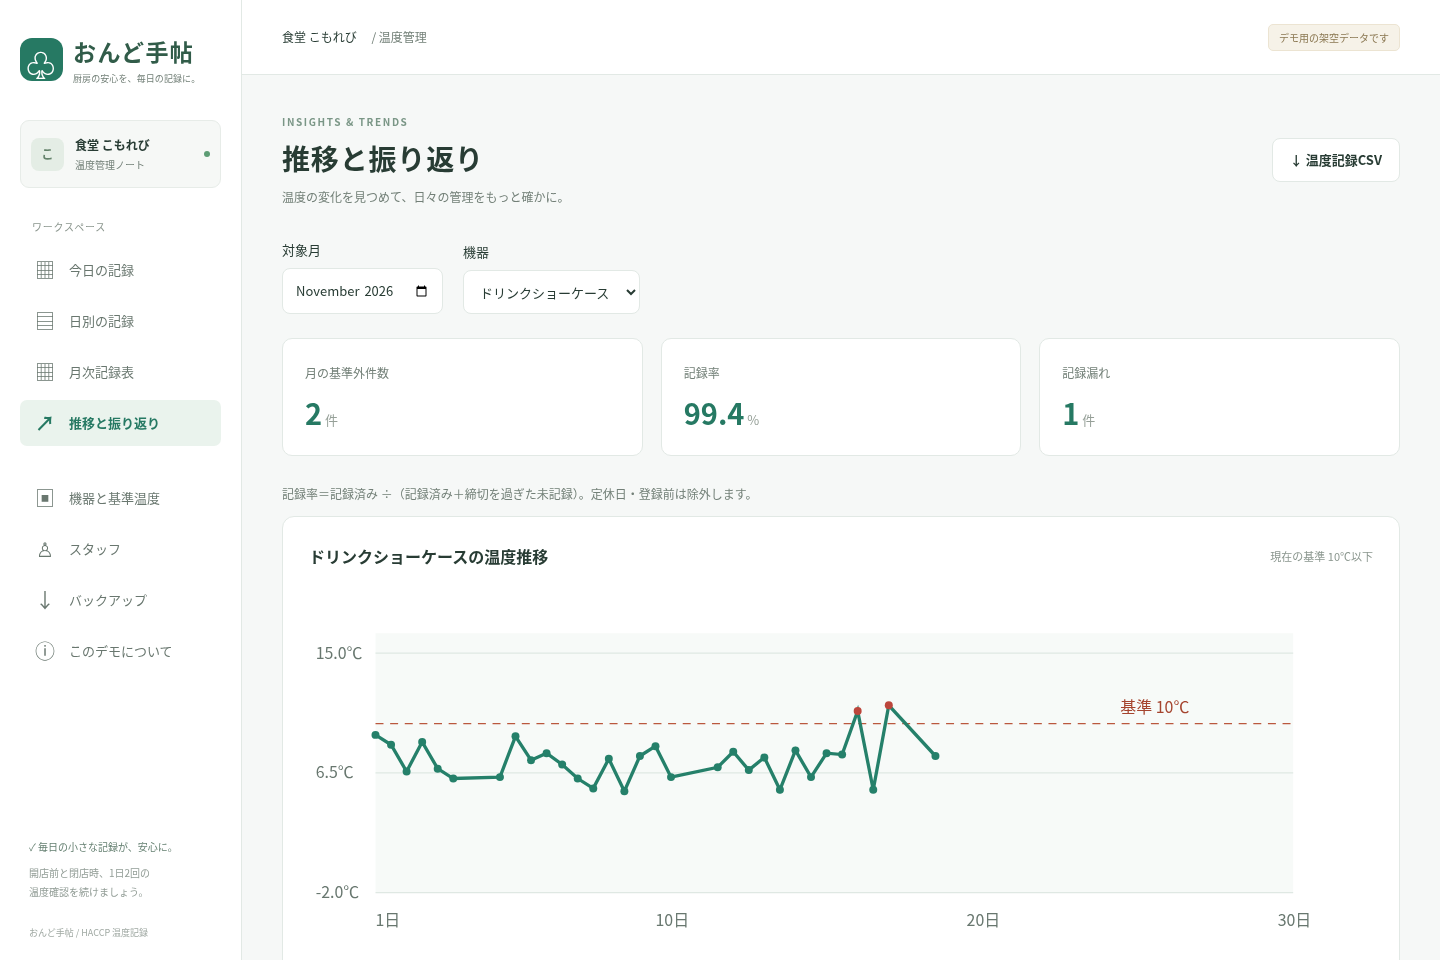 おんど手帖
厨房の安心を、毎日の記録に。
こ
食堂 こもれび
温度管理ノート
ワークスペース
今日の記録
日別の記録
月次記録表
推移と振り返り
機器と基準温度
スタッフ
バックアップ
このデモについて
✓ 毎日の小さな記録が、安心に。
開店前と閉店時、1日2回の
温度確認を続けましょう。
おんど手帖 / HACCP 温度記録
食堂 こもれび / 温度管理
デモ用の架空データです
INSIGHTS & TRENDS
推移と振り返り
温度の変化を見つめて、日々の管理をもっと確かに。
↓ 温度記録CSV
対象月
November 2026
機器
ドリンクショーケース
月の基準外件数
2 件
記録率
99.4 %
記録漏れ
1 件
記録率＝記録済み ÷（記録済み＋締切を過ぎた未記録）。定休日・登録前は除外します。
ドリンクショーケースの温度推移
現在の基準 10℃以下
15.0℃
基準 10℃
6.5℃
-2.0℃
1日
10日
20日
30日